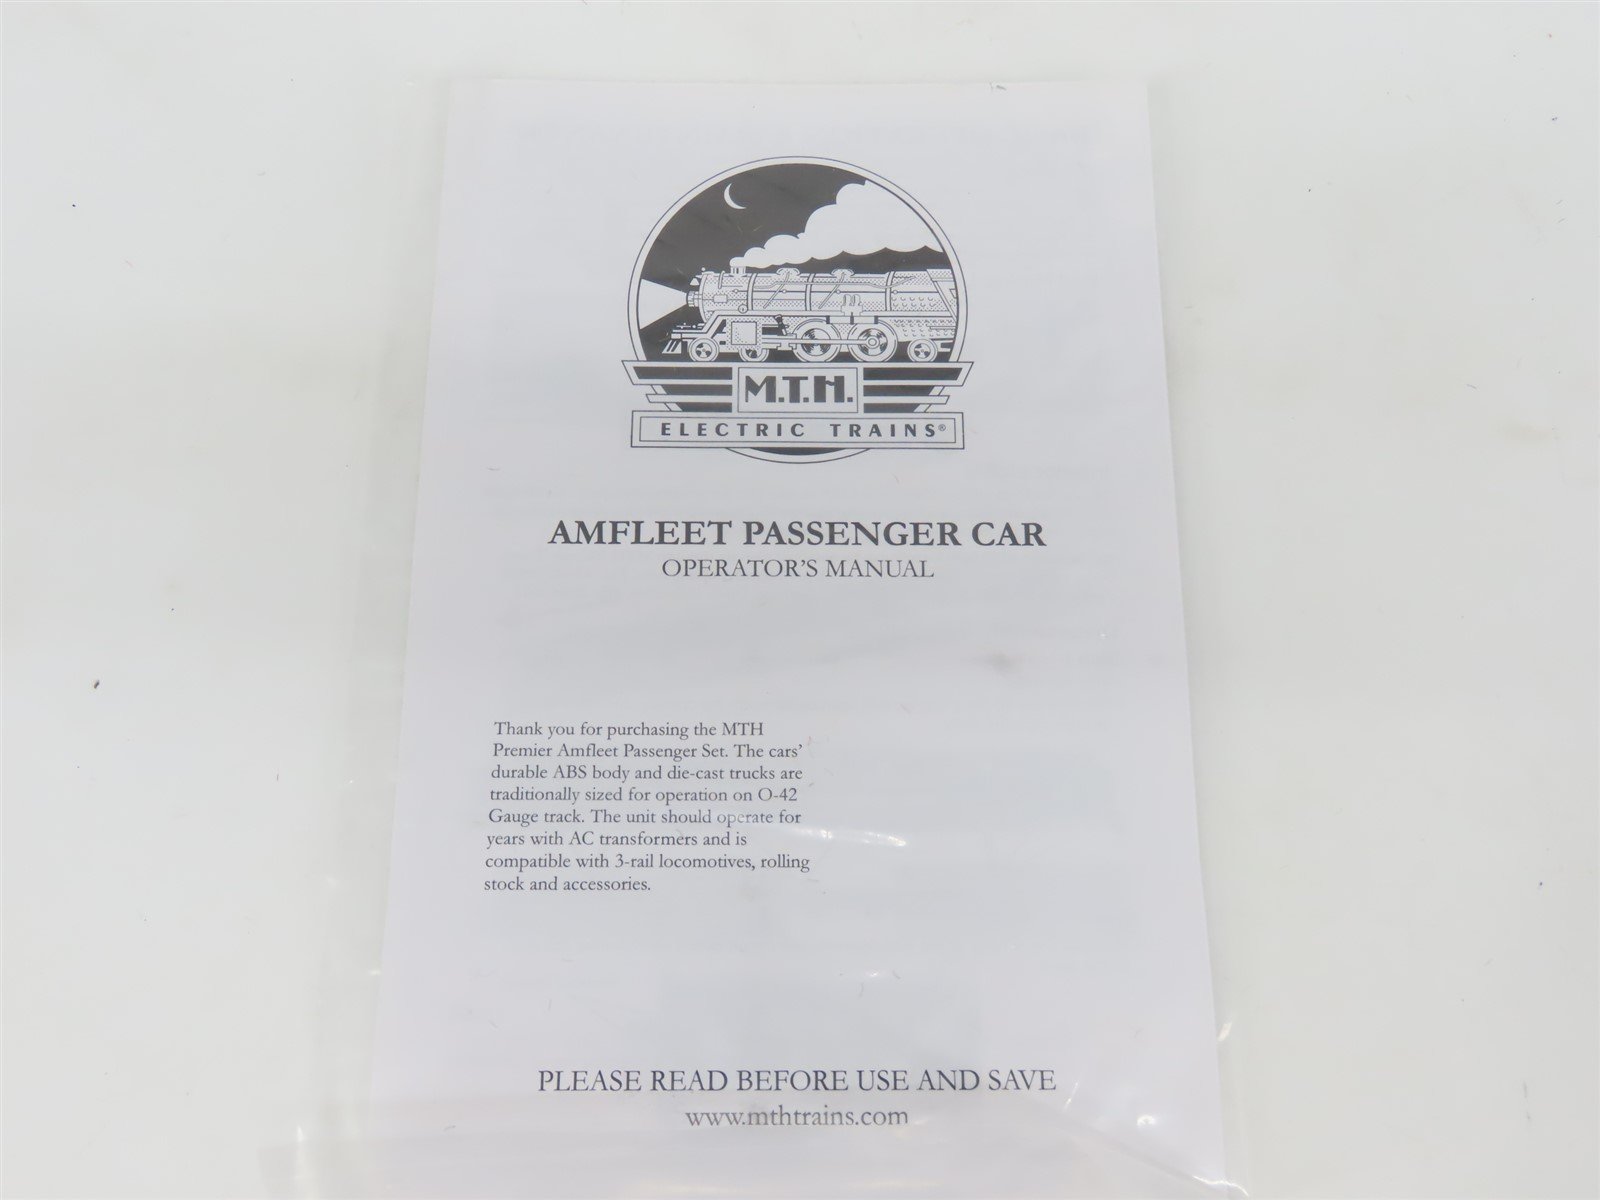 M.T.H.
ELECTRIC TRAINS®
AMFLEET PASSENGER CAR
OPERATOR'S MANUAL
Thank you for purchasing the MTH
Premier Amfleet Passenger Set. The cars'
durable ABS body and die-cast trucks are
traditionally sized for operation on O-42
Gauge track. The unit should operate for
years with AC transformers and is
compatible with 3-rail locomotives, rolling
stock and accessories.
PLEASE READ BEFORE USE AND SAVE
www.mthtrains.com